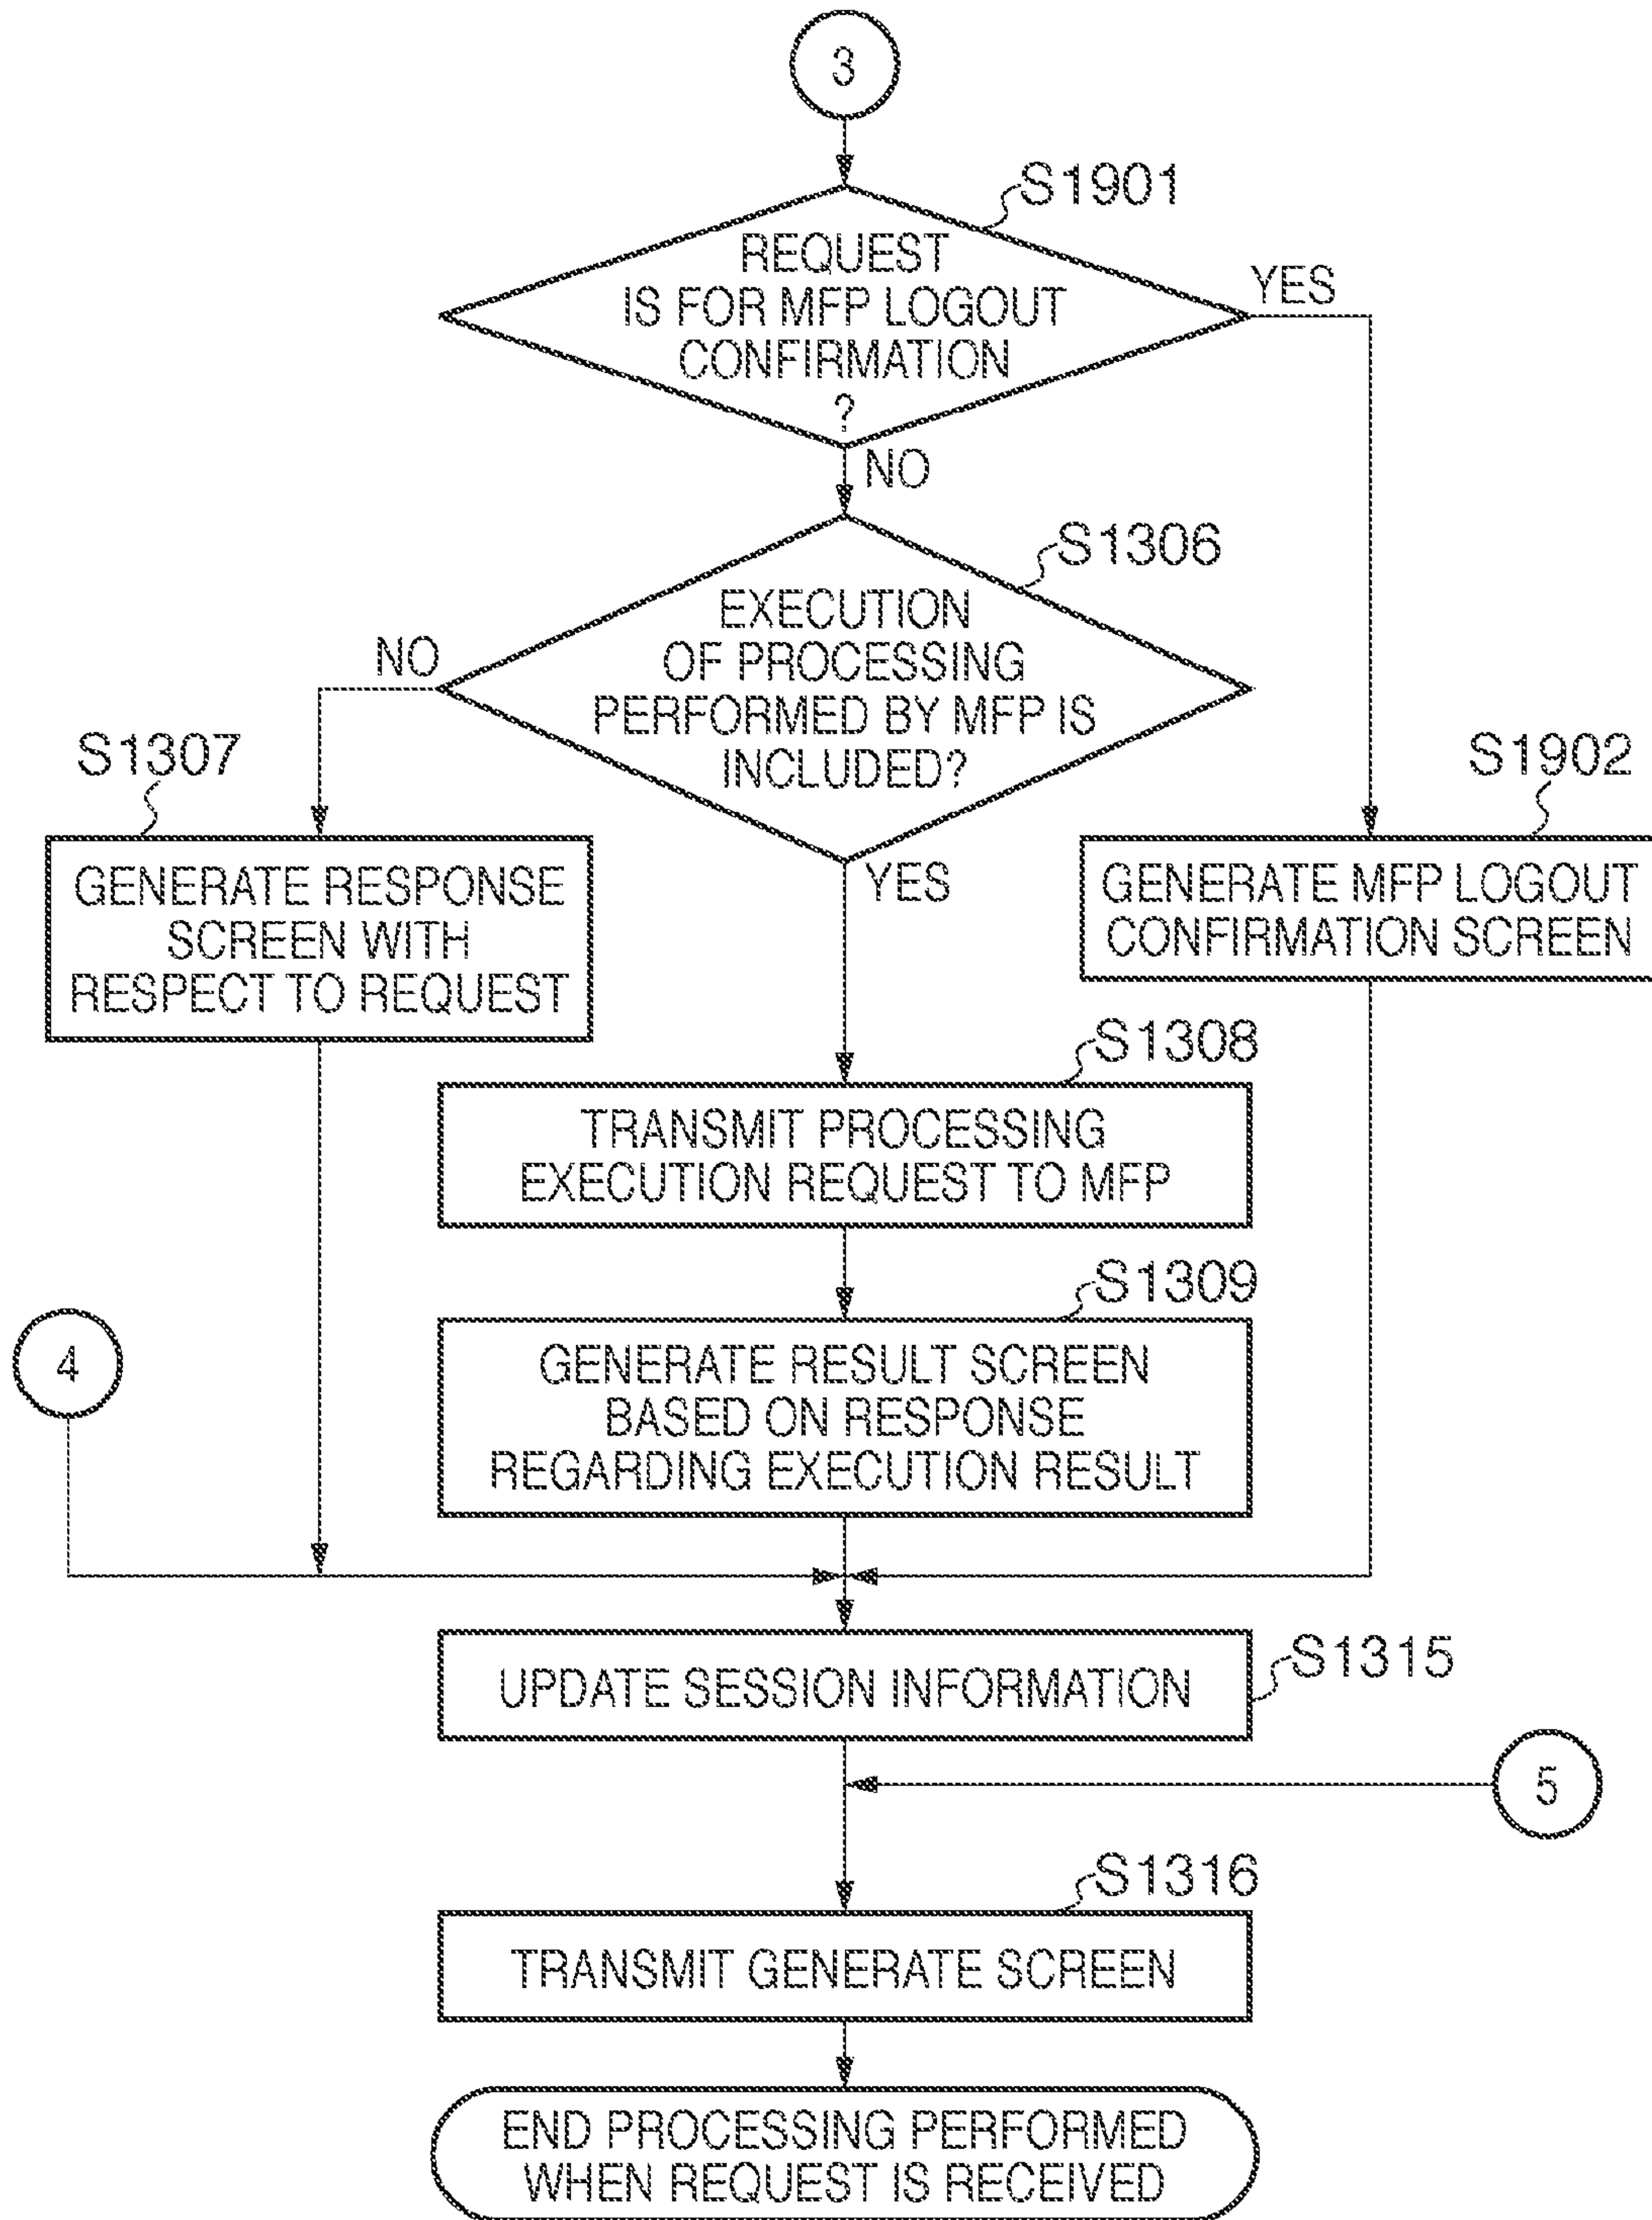 3
S1901
REQUEST
IS FOR MFP LOGOUT
CONFIRMATION
?
YES
NO
S1306
EXECUTION
OF PROCESSING
PERFORMED BY MFP IS
INCLUDED?
NO
YES
S1307
GENERATE RESPONSE
SCREEN WITH
RESPECT TO REQUEST
S1902
GENERATE MFP LOGOUT
CONFIRMATION SCREEN
S1308
TRANSMIT PROCESSING
EXECUTION REQUEST TO MFP
S1309
GENERATE RESULT SCREEN
BASED ON RESPONSE
REGARDING EXECUTION RESULT
4
UPDATE SESSION INFORMATION
S1315
5
S1316
TRANSMIT GENERATE SCREEN
END PROCESSING PERFORMED
WHEN REQUEST IS RECEIVED